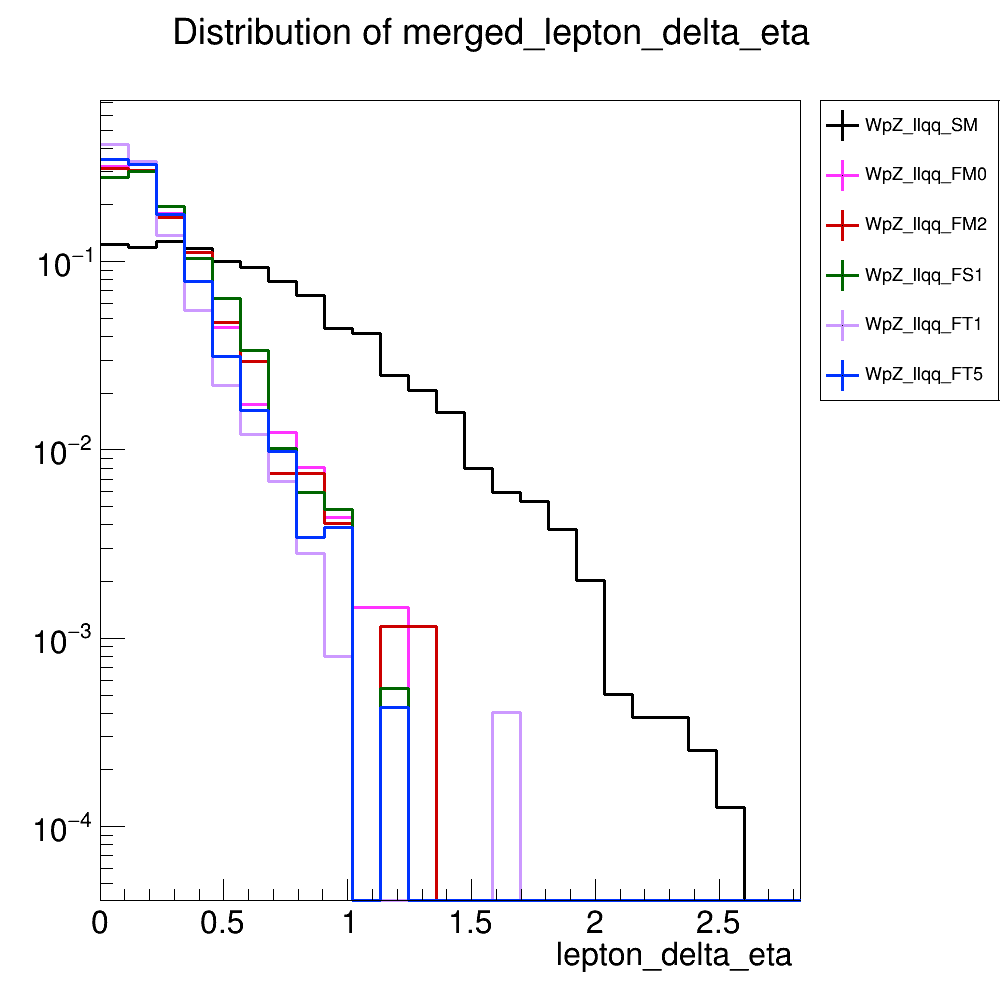 Distribution of merged_lepton_delta_eta
WpZ_llqq_SM
WpZ_llqq_FM0
WpZ_llqq_FM2
WpZ_llqq_FS1
WpZ_llqq_FT1
WpZ_llqq_FT5
10⁻¹
10⁻²
10⁻³
10⁻⁴
0 0.5 1 1.5 2 2.5
lepton_delta_eta